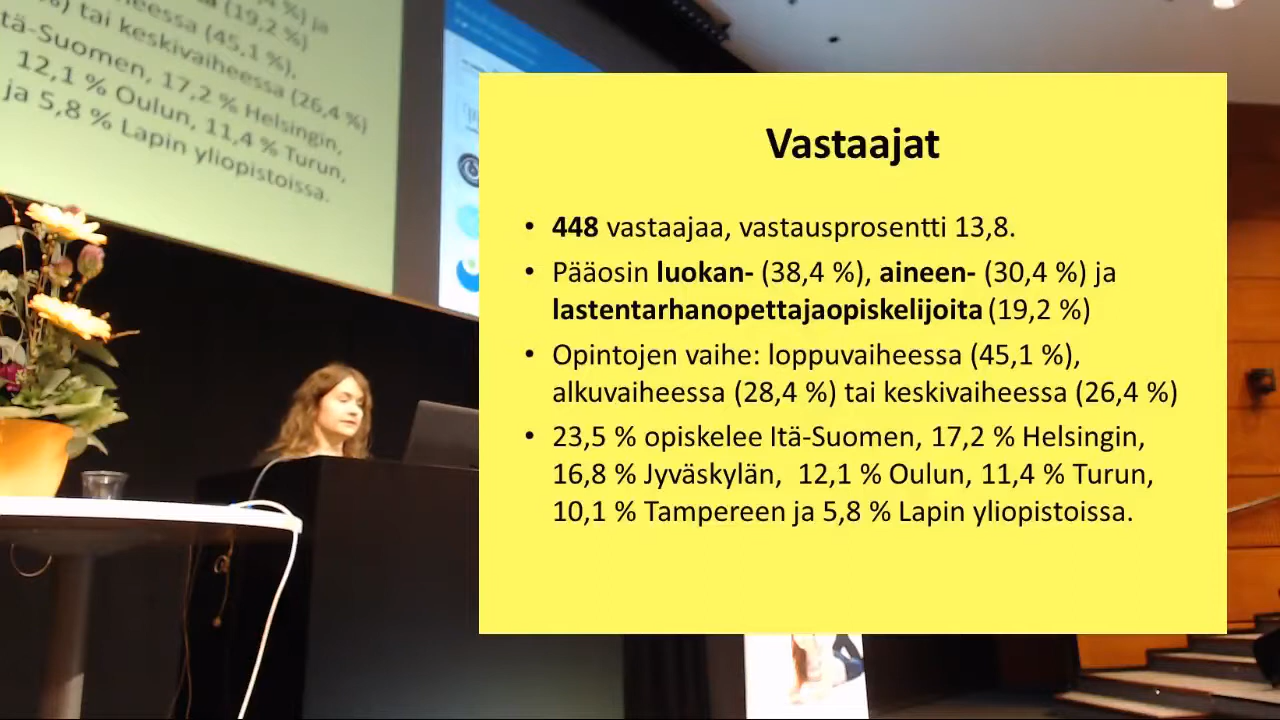 (19,2 %)
tai keskivaiheessa (45,1 %),
tä-Suomen, 17,2 % Helsingin, (26,4 %)
12,1 % Oulun, 11,4 % Turun,
ja 5,8 % Lapin yliopistoissa.
Vastaajat
• 448 vastaajaa, vastausprosentti 13,8.
• Pääosin luokan- (38,4 %), aineen- (30,4 %) ja
lastentarhanopettajaopiskelijoita (19,2 %)
• Opintojen vaihe: loppuvaiheessa (45,1 %),
alkuvaiheessa (28,4 %) tai keskivaiheessa (26,4 %)
• 23,5 % opiskelee Itä-Suomen, 17,2 % Helsingin,
16,8 % Jyväskylän,  12,1 % Oulun, 11,4 % Turun,
10,1 % Tampereen ja 5,8 % Lapin yliopistoissa.